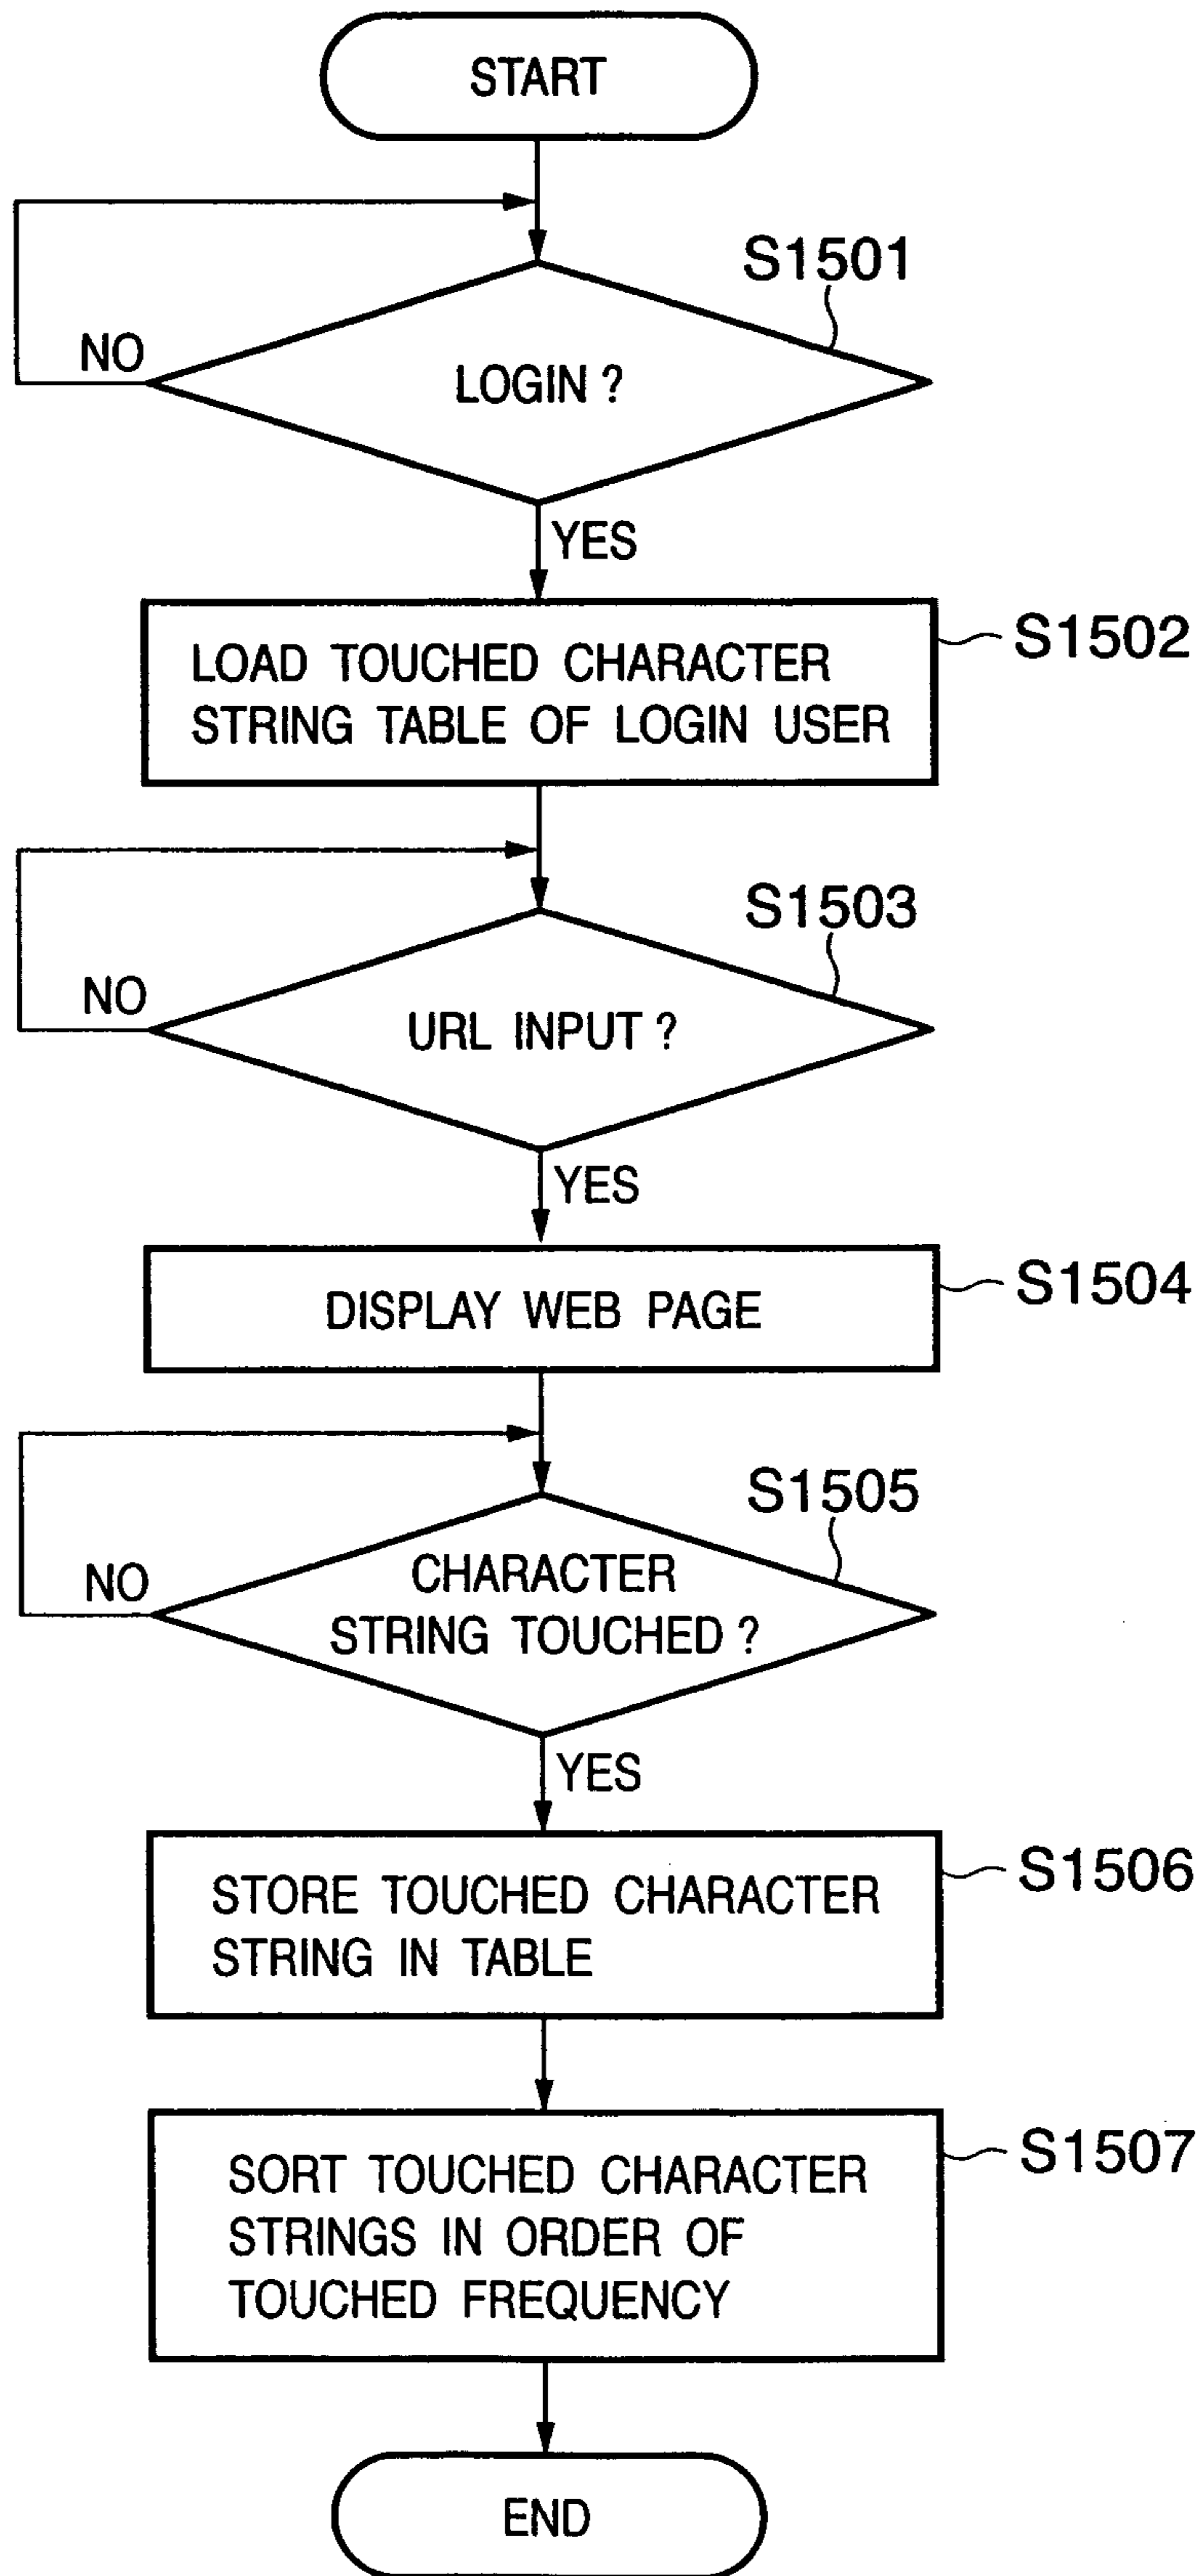 START
S1501
NO
LOGIN ?
YES
S1502
LOAD TOUCHED CHARACTER
STRING TABLE OF LOGIN USER
S1503
NO
URL INPUT ?
YES
S1504
DISPLAY WEB PAGE
S1505
NO
CHARACTER
STRING TOUCHED ?
YES
S1506
STORE TOUCHED CHARACTER
STRING IN TABLE
S1507
SORT TOUCHED CHARACTER
STRINGS IN ORDER OF
TOUCHED FREQUENCY
END